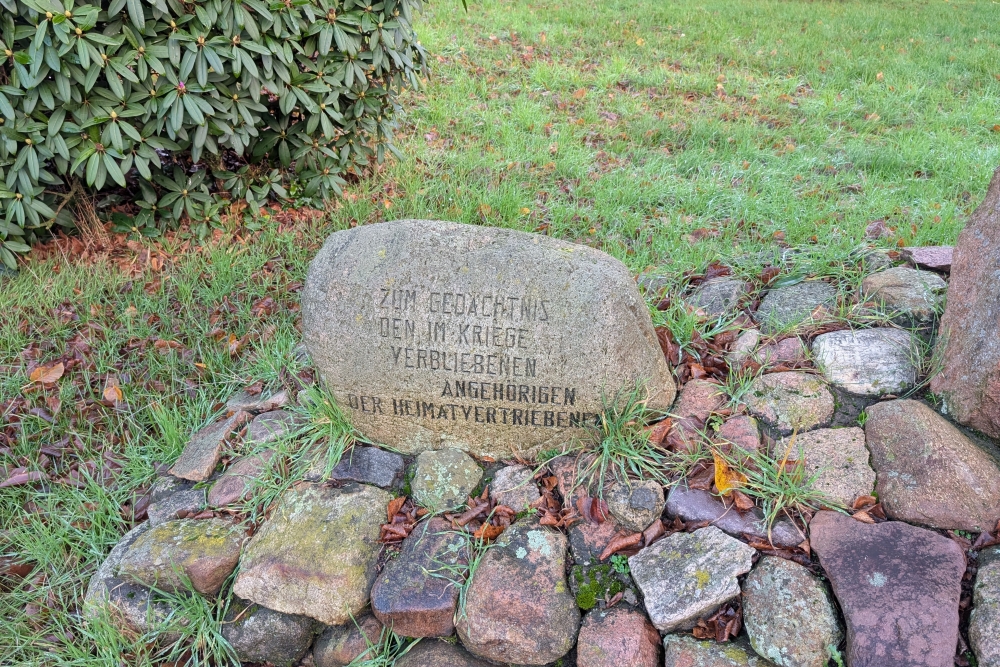 ZUM GEDÄCHTNIS
DEN IM KRIEGE
VERBLIEBENEN
ANGEHÖRIGEN
DER HEIMATVERTRIEBENEN